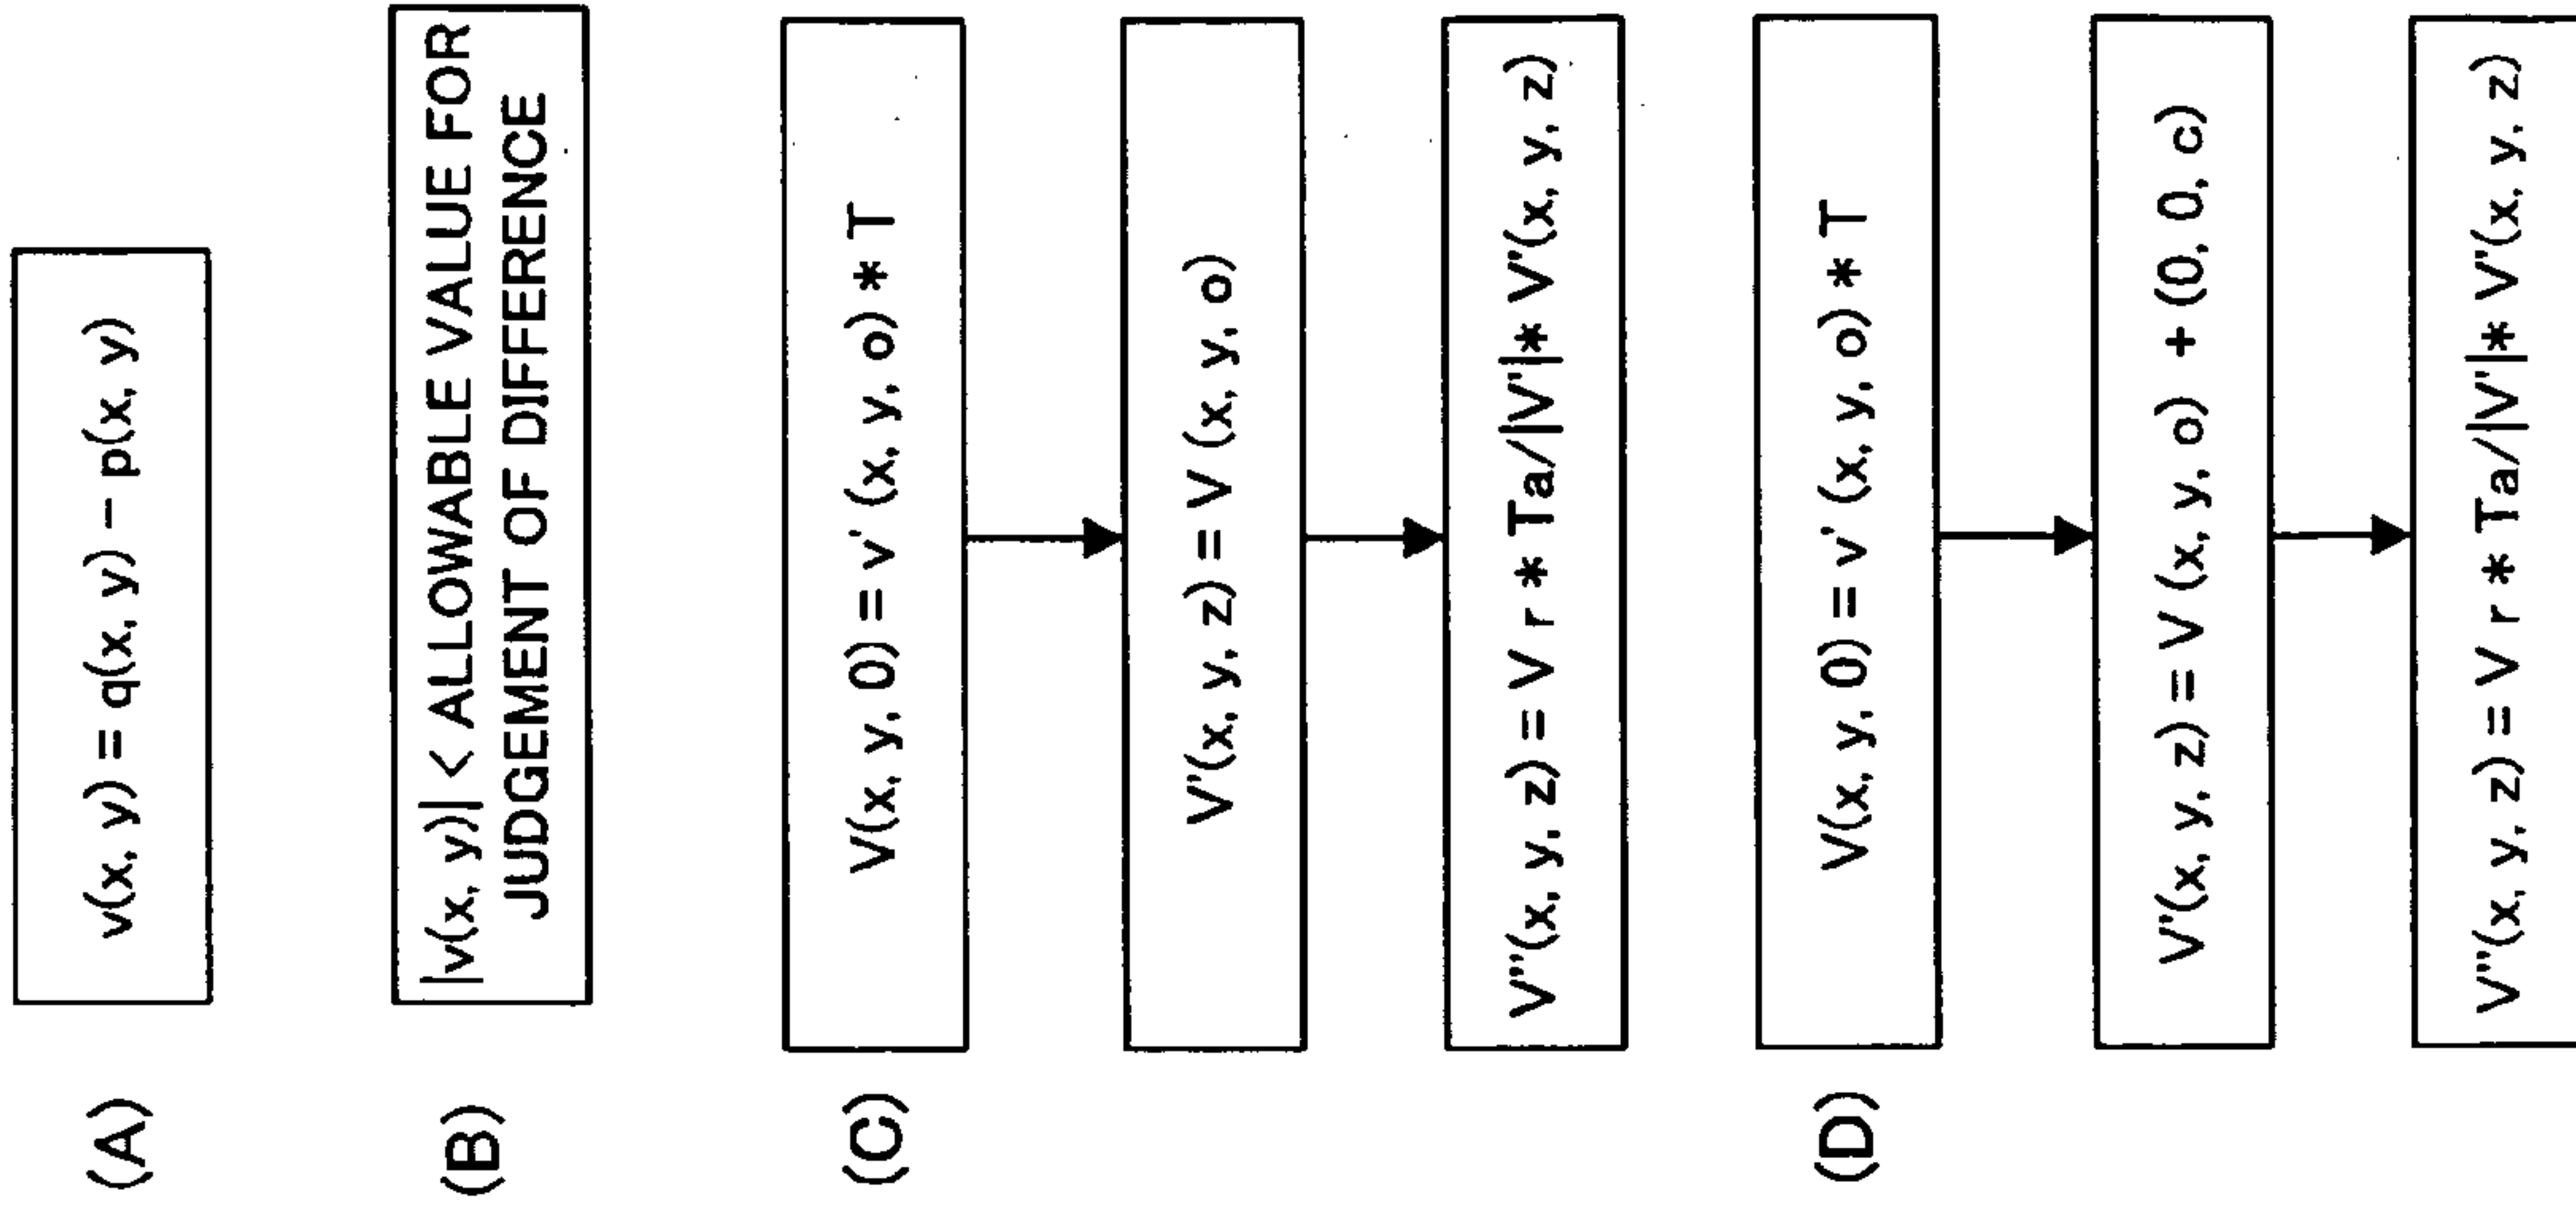 (A)
v(x, y) = q(x, y) − p(x, y)
(B)
|v(x, y)| < ALLOWABLE VALUE FOR
JUDGEMENT OF DIFFERENCE
(C)
V(x, y, 0) = v' (x, y, o) * T
V'(x, y, z) = V (x, y, o)
V"(x, y, z) = V r * Ta/|V'| * V'(x, y, z)
(D)
V(x, y, 0) = v' (x, y, o) * T
V'(x, y, z) = V (x, y, o) + (0, 0, c)
V"(x, y, z) = V r * Ta/|V'| * V'(x, y, z)